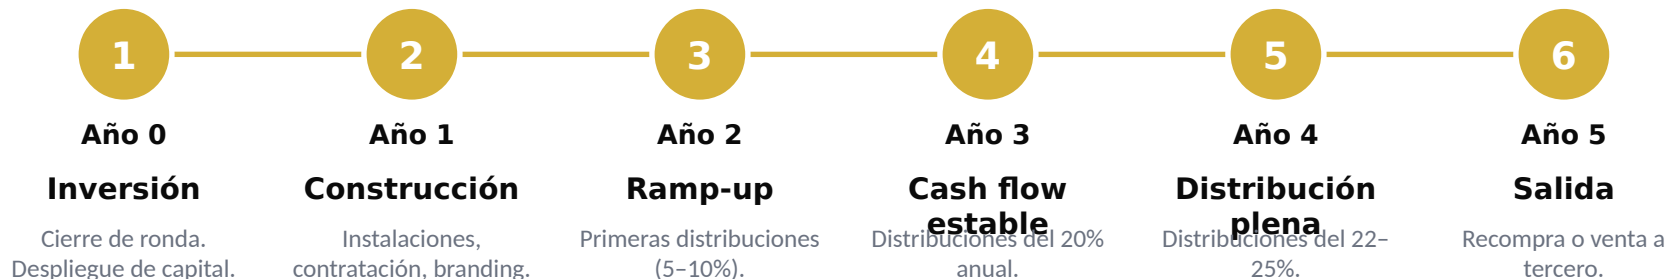 1 2 3 4 5 6
Año 0 Año 1 Año 2 Año 3 Año 4 Año 5
Inversión Construcción Ramp-up Cash flow Distribución Salida
estable plena
Cierre de ronda. Instalaciones, Primeras distribuciones Distribuciones del 20% Distribuciones del 22– Recompra o venta a
Despliegue de capital. contratación, branding. (5–10%). anual. 25%. tercero.